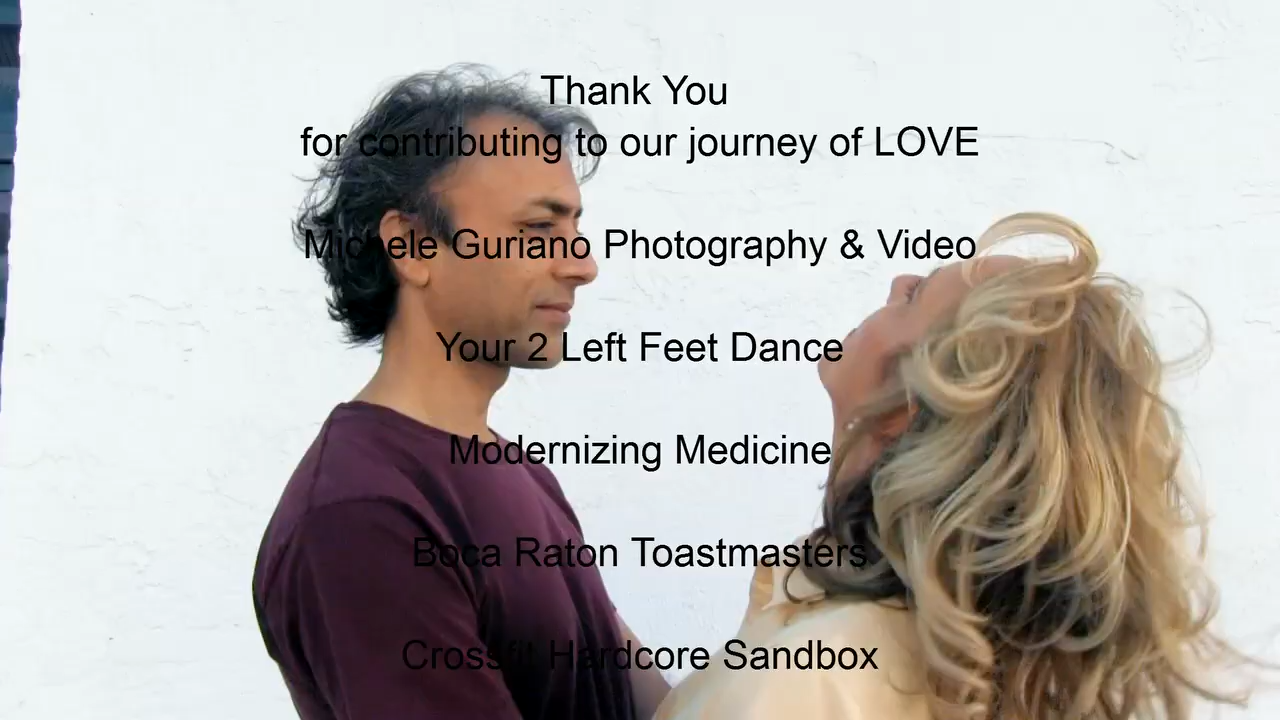 Thank You
for contributing to our journey of LOVE
Michele Guriano Photography & Video
Your 2 Left Feet Dance
Modernizing Medicine
Boca Raton Toastmasters
Crossfit Hardcore Sandbox